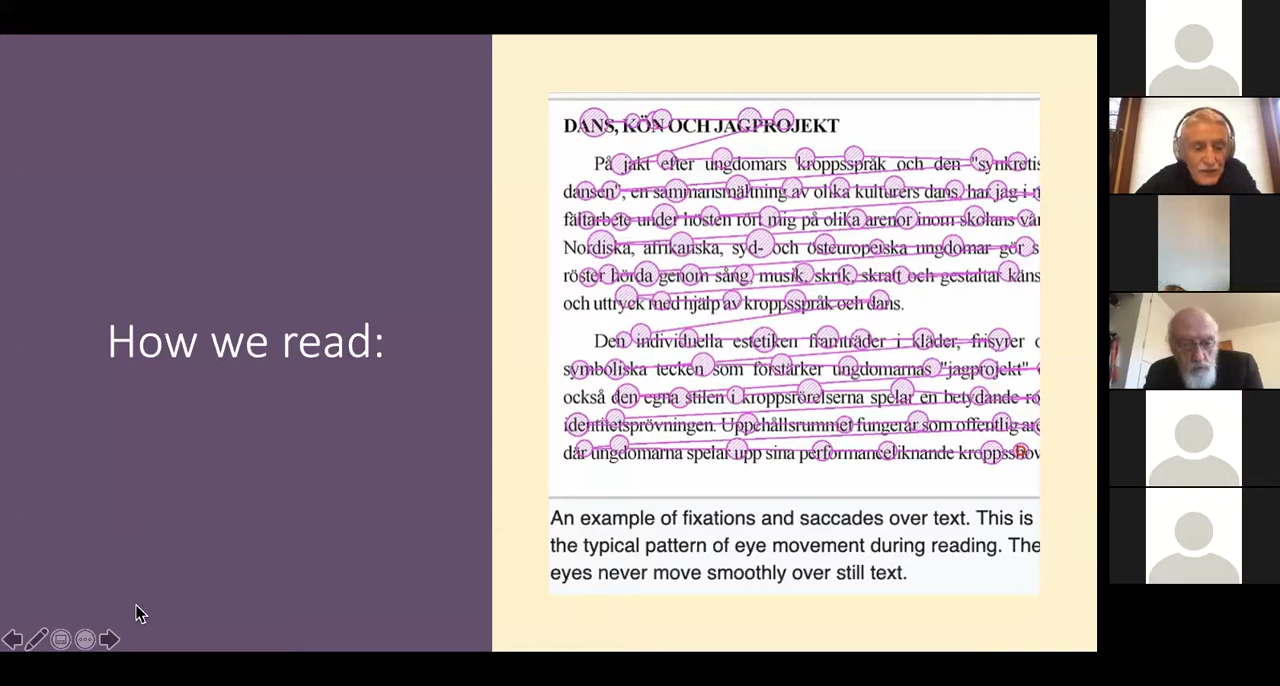 How we read:
DANS, KÖN OCH JAGPROJEKT
På jakt efter ungdomars kroppsspråk och den "synkretis
dansen", en sammansmältning av olika kulturers dans, har jag i
fältarbete under hösten rört mig på olika arenor inom skolans
Nordiska, afrikanska, syd- och östeuropeiska ungdomar gör s
röster hörda genom sång, musik, skrik, skratt och gestaltar
och uttryck med hjälp av kroppsspråk och dans.
Den individuella estetiken framträder i kläder, frisyrer
symboliska tecken som förstärker ungdomarnas "jagprojekt"
också den egna stilen i kroppsrörelserna spelar en betydande
identitetsprövningen. Uppehållsrummet fungerar som offentlig
där ungdomarna spelar upp sina performanceliknande
An example of fixations and saccades over text. This is
the typical pattern of eye movement during reading. The
eyes never move smoothly over still text.